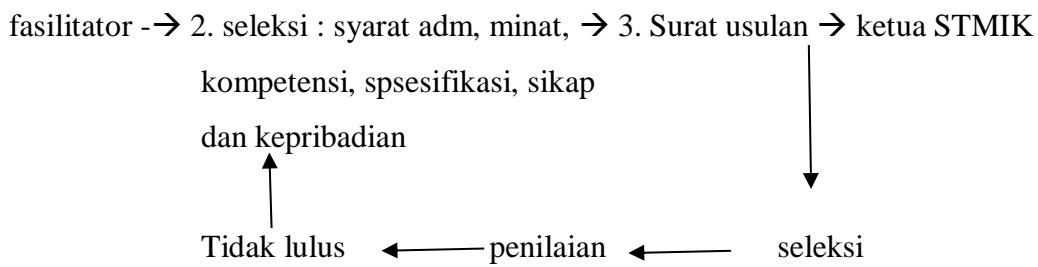 fasilitator -→ 2. seleksi : syarat adm, minat, → 3. Surat usulan → ketua STMIK
kompetensi, spsesifikasi, sikap
dan kepribadian
Tidak lulus penilaian seleksi